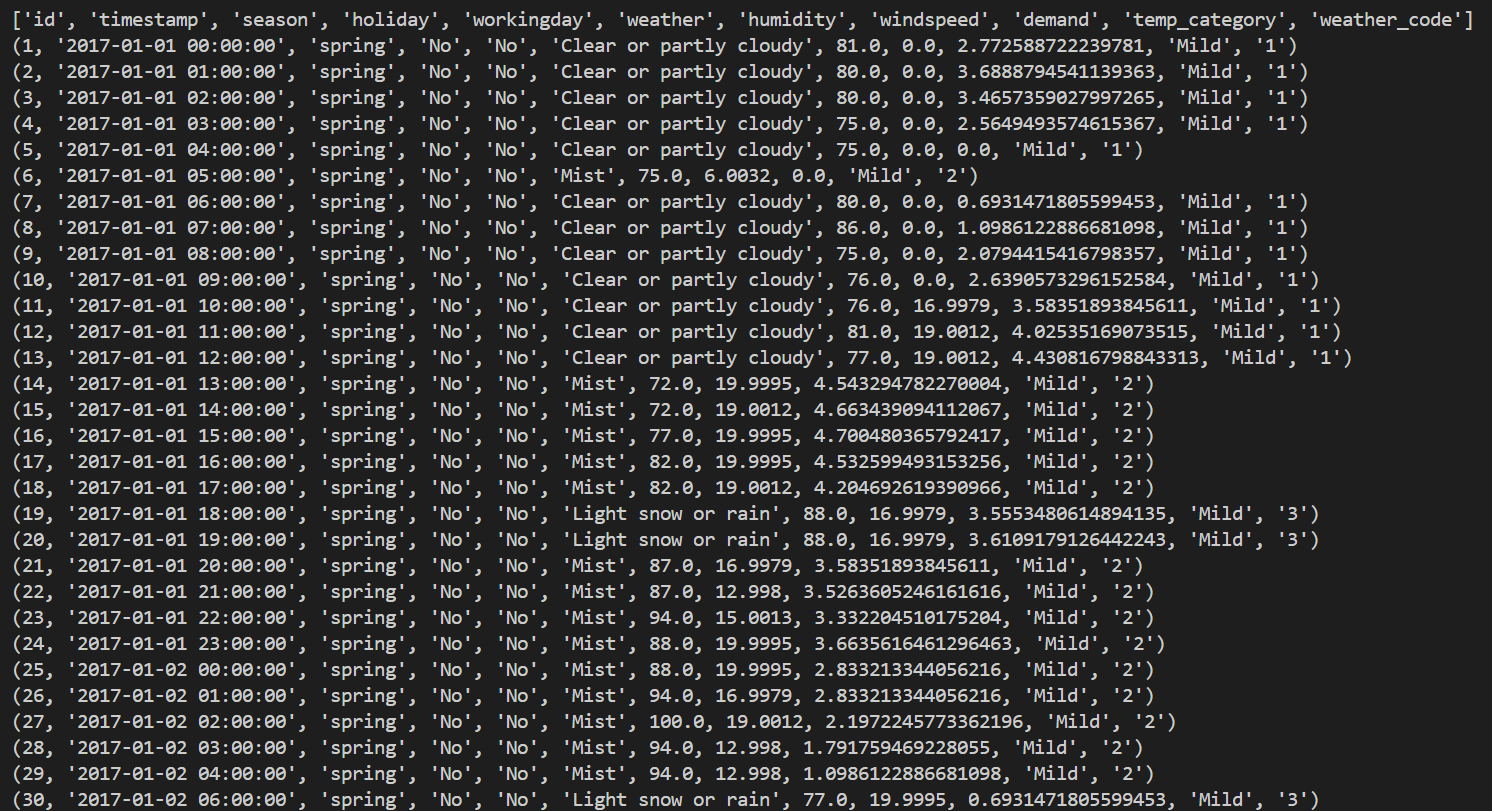 ['id', 'timestamp', 'season', 'holiday', 'workingday', 'weather', 'humidity', 'windspeed', 'demand', 'temp_category', 'weather_code']
(1, '2017-01-01 00:00:00', 'spring', 'No', 'No', 'Clear or partly cloudy', 81.0, 0.0, 2.772588722239781, 'Mild', '1')
(2, '2017-01-01 01:00:00', 'spring', 'No', 'No', 'Clear or partly cloudy', 80.0, 0.0, 3.6888794541139363, 'Mild', '1')
(3, '2017-01-01 02:00:00', 'spring', 'No', 'No', 'Clear or partly cloudy', 80.0, 0.0, 3.4657359027997265, 'Mild', '1')
(4, '2017-01-01 03:00:00', 'spring', 'No', 'No', 'Clear or partly cloudy', 75.0, 0.0, 2.5649493574615367, 'Mild', '1')
(5, '2017-01-01 04:00:00', 'spring', 'No', 'No', 'Clear or partly cloudy', 75.0, 0.0, 0.0, 'Mild', '1')
(6, '2017-01-01 05:00:00', 'spring', 'No', 'No', 'Mist', 75.0, 6.0032, 0.0, 'Mild', '2')
(7, '2017-01-01 06:00:00', 'spring', 'No', 'No', 'Clear or partly cloudy', 80.0, 0.0, 0.6931471805599453, 'Mild', '1')
(8, '2017-01-01 07:00:00', 'spring', 'No', 'No', 'Clear or partly cloudy', 86.0, 0.0, 1.0986122886681098, 'Mild', '1')
(9, '2017-01-01 08:00:00', 'spring', 'No', 'No', 'Clear or partly cloudy', 75.0, 0.0, 2.0794415416798357, 'Mild', '1')
(10, '2017-01-01 09:00:00', 'spring', 'No', 'No', 'Clear or partly cloudy', 76.0, 0.0, 2.6390573296152584, 'Mild', '1')
(11, '2017-01-01 10:00:00', 'spring', 'No', 'No', 'Clear or partly cloudy', 76.0, 16.9979, 3.58351893845611, 'Mild', '1')
(12, '2017-01-01 11:00:00', 'spring', 'No', 'No', 'Clear or partly cloudy', 81.0, 19.0012, 4.02535169073515, 'Mild', '1')
(13, '2017-01-01 12:00:00', 'spring', 'No', 'No', 'Clear or partly cloudy', 77.0, 19.0012, 4.430816798843313, 'Mild', '1')
(14, '2017-01-01 13:00:00', 'spring', 'No', 'No', 'Mist', 72.0, 19.9995, 4.543294782270004, 'Mild', '2')
(15, '2017-01-01 14:00:00', 'spring', 'No', 'No', 'Mist', 72.0, 19.0012, 4.663439094112067, 'Mild', '2')
(16, '2017-01-01 15:00:00', 'spring', 'No', 'No', 'Mist', 77.0, 19.9995, 4.700480365792417, 'Mild', '2')
(17, '2017-01-01 16:00:00', 'spring', 'No', 'No', 'Mist', 82.0, 19.9995, 4.532599493153256, 'Mild', '2')
(18, '2017-01-01 17:00:00', 'spring', 'No', 'No', 'Mist', 82.0, 19.0012, 4.204692619390966, 'Mild', '2')
(19, '2017-01-01 18:00:00', 'spring', 'No', 'No', 'Light snow or rain', 88.0, 16.9979, 3.5553480614894135, 'Mild', '3')
(20, '2017-01-01 19:00:00', 'spring', 'No', 'No', 'Light snow or rain', 88.0, 16.9979, 3.6109179126442243, 'Mild', '3')
(21, '2017-01-01 20:00:00', 'spring', 'No', 'No', 'Mist', 87.0, 16.9979, 3.58351893845611, 'Mild', '2')
(22, '2017-01-01 21:00:00', 'spring', 'No', 'No', 'Mist', 87.0, 12.998, 3.5263605246161616, 'Mild', '2')
(23, '2017-01-01 22:00:00', 'spring', 'No', 'No', 'Mist', 94.0, 15.0013, 3.332204510175204, 'Mild', '2')
(24, '2017-01-01 23:00:00', 'spring', 'No', 'No', 'Mist', 88.0, 19.9995, 3.6635616461296463, 'Mild', '2')
(25, '2017-01-02 00:00:00', 'spring', 'No', 'No', 'Mist', 88.0, 19.9995, 2.833213344056216, 'Mild', '2')
(26, '2017-01-02 01:00:00', 'spring', 'No', 'No', 'Mist', 94.0, 16.9979, 2.833213344056216, 'Mild', '2')
(27, '2017-01-02 02:00:00', 'spring', 'No', 'No', 'Mist', 100.0, 19.0012, 2.1972245773362196, 'Mild', '2')
(28, '2017-01-02 03:00:00', 'spring', 'No', 'No', 'Mist', 94.0, 12.998, 1.791759469228055, 'Mild', '2')
(29, '2017-01-02 04:00:00', 'spring', 'No', 'No', 'Mist', 94.0, 12.998, 1.0986122886681098, 'Mild', '2')
(30, '2017-01-02 06:00:00', 'spring', 'No', 'No', 'Light snow or rain', 77.0, 19.9995, 0.6931471805599453, 'Mild', '3')